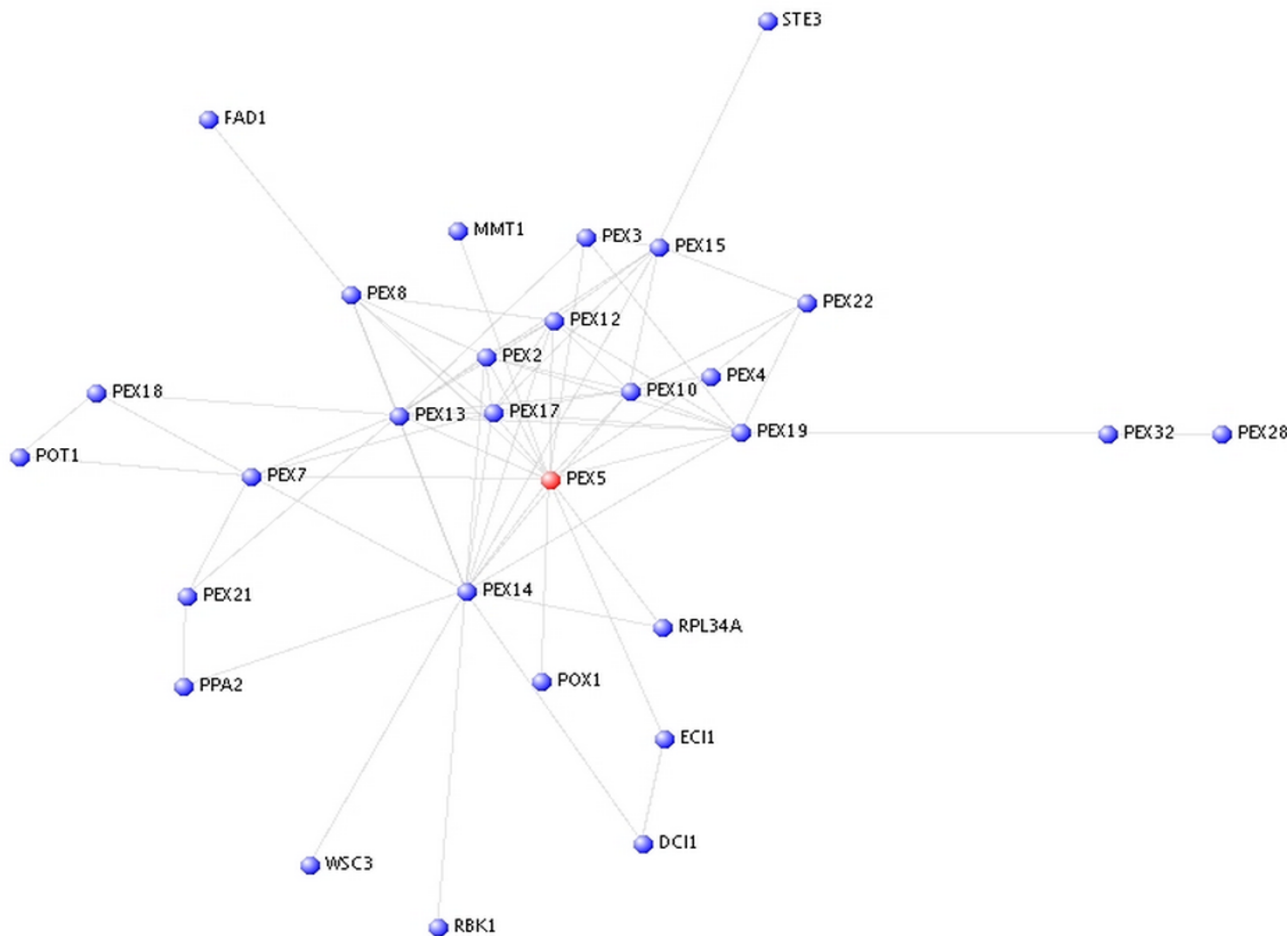 STE3
FAD1
MMT1
PEX3
PEX15
PEX8
PEX22
PEX12
PEX2
PEX4
PEX10
PEX18
PEX13
PEX17
PEX19
PEX32
PEX28
POT1
PEX7
PEX5
PEX14
PEX21
RPL34A
POX1
PPA2
ECI1
DCI1
WSC3
RBK1